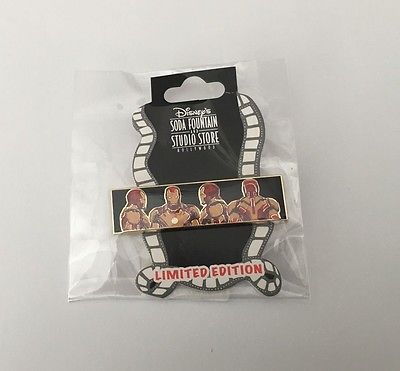 DISNEY'S
SODA FOUNTAIN
AND
STUDIO STORE
HOLLYWOOD
LIMITED EDITION